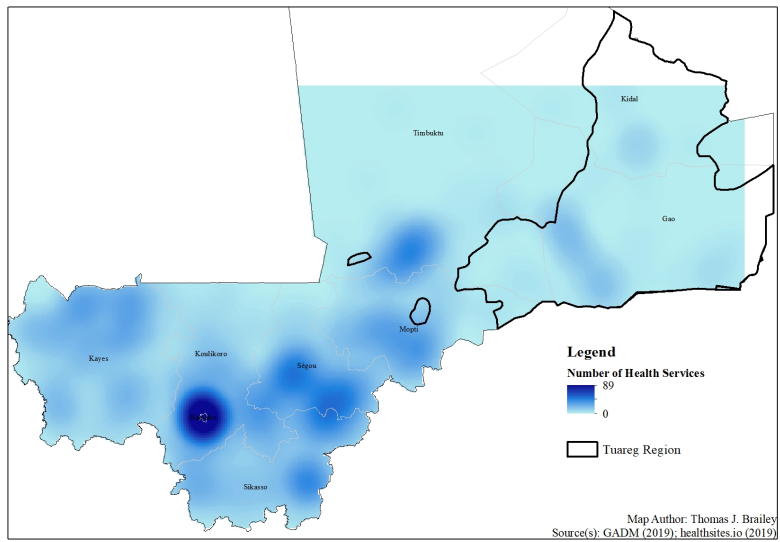 Kidal
Timbuktu
Gao
Mopti
Koulikoro
Kayes
Ségou
Sikasso
Legend
Number of Health Services
89
0
Tuareg Region
Map Author: Thomas J. Brailey
Source(s): GADM (2019); healthsites.io (2019)